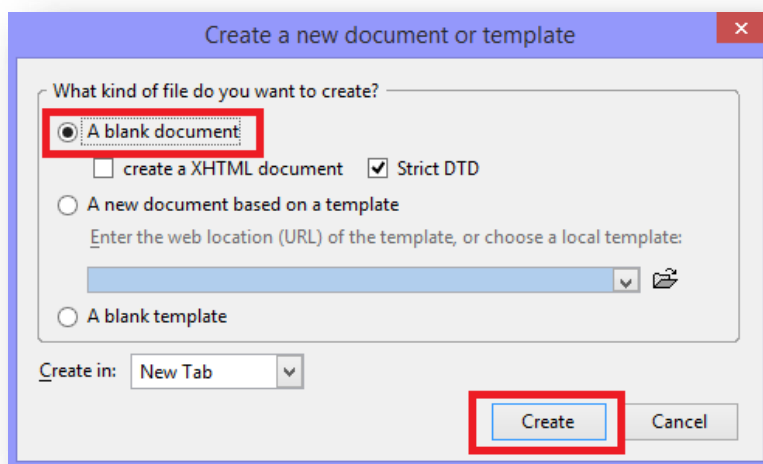 Create a new document or template
What kind of file do you want to create?
A blank document
create a XHTML document Strict DTD
A new document based on a template
Enter the web location (URL) of the template, or choose a local template:
A blank template
Create in: New Tab
Create Cancel